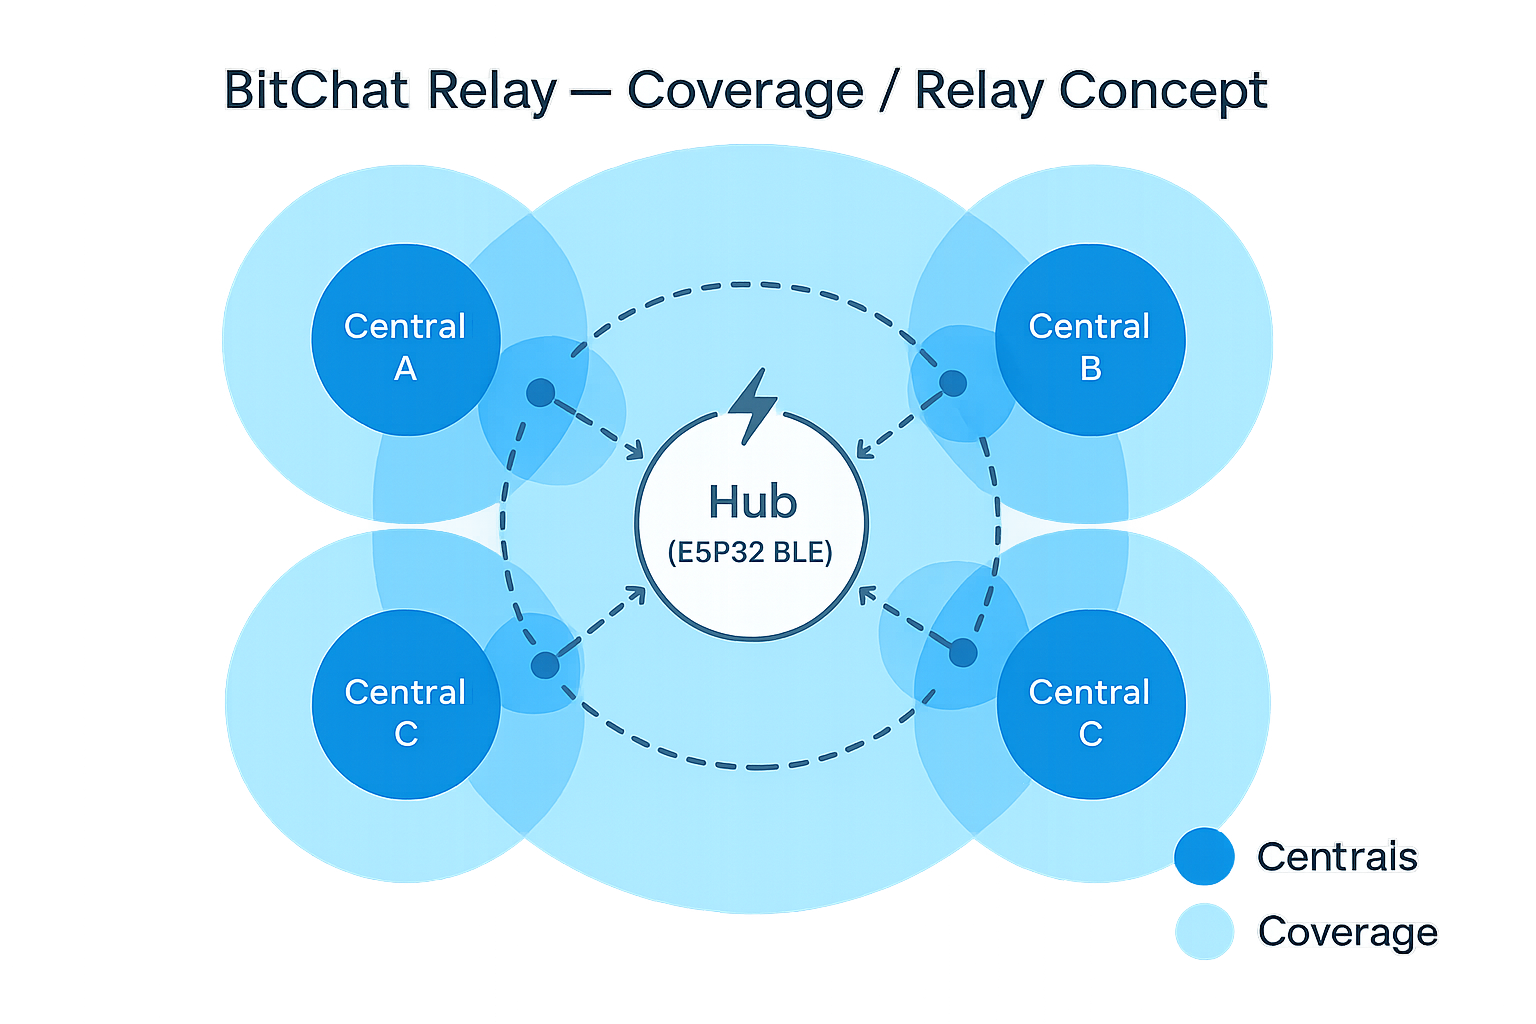 BitChat Relay — Coverage / Relay Concept
Central
A
Central
B
Hub
(E5P32 BLE)
Central
C
Central
C
Centrais
Coverage